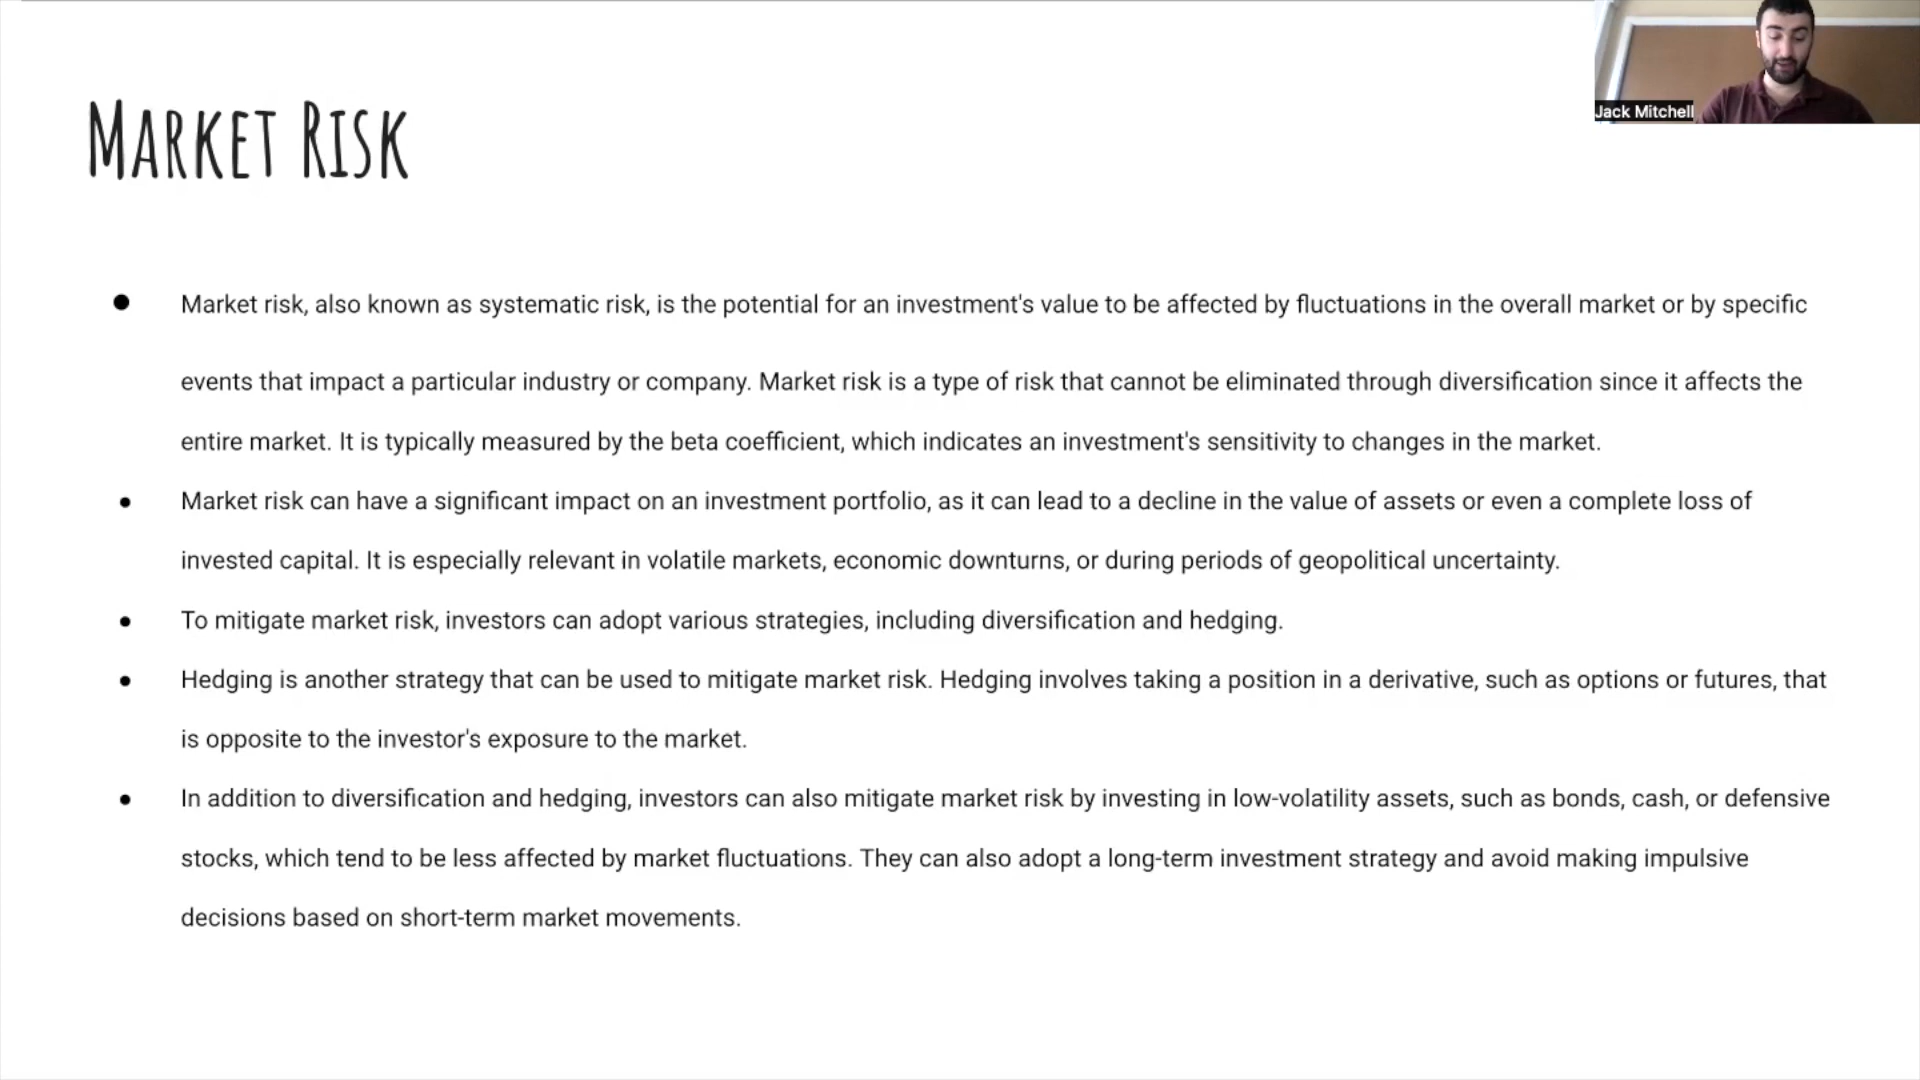 Jack Mitchell
Market Risk
Market risk, also known as systematic risk, is the potential for an investment's value to be affected by fluctuations in the overall market or by specific
events that impact a particular industry or company. Market risk is a type of risk that cannot be eliminated through diversification since it affects the
entire market. It is typically measured by the beta coefficient, which indicates an investment's sensitivity to changes in the market.
Market risk can have a significant impact on an investment portfolio, as it can lead to a decline in the value of assets or even a complete loss of
invested capital. It is especially relevant in volatile markets, economic downturns, or during periods of geopolitical uncertainty.
To mitigate market risk, investors can adopt various strategies, including diversification and hedging.
Hedging is another strategy that can be used to mitigate market risk. Hedging involves taking a position in a derivative, such as options or futures, that
is opposite to the investor's exposure to the market.
In addition to diversification and hedging, investors can also mitigate market risk by investing in low-volatility assets, such as bonds, cash, or defensive
stocks, which tend to be less affected by market fluctuations. They can also adopt a long-term investment strategy and avoid making impulsive
decisions based on short-term market movements.